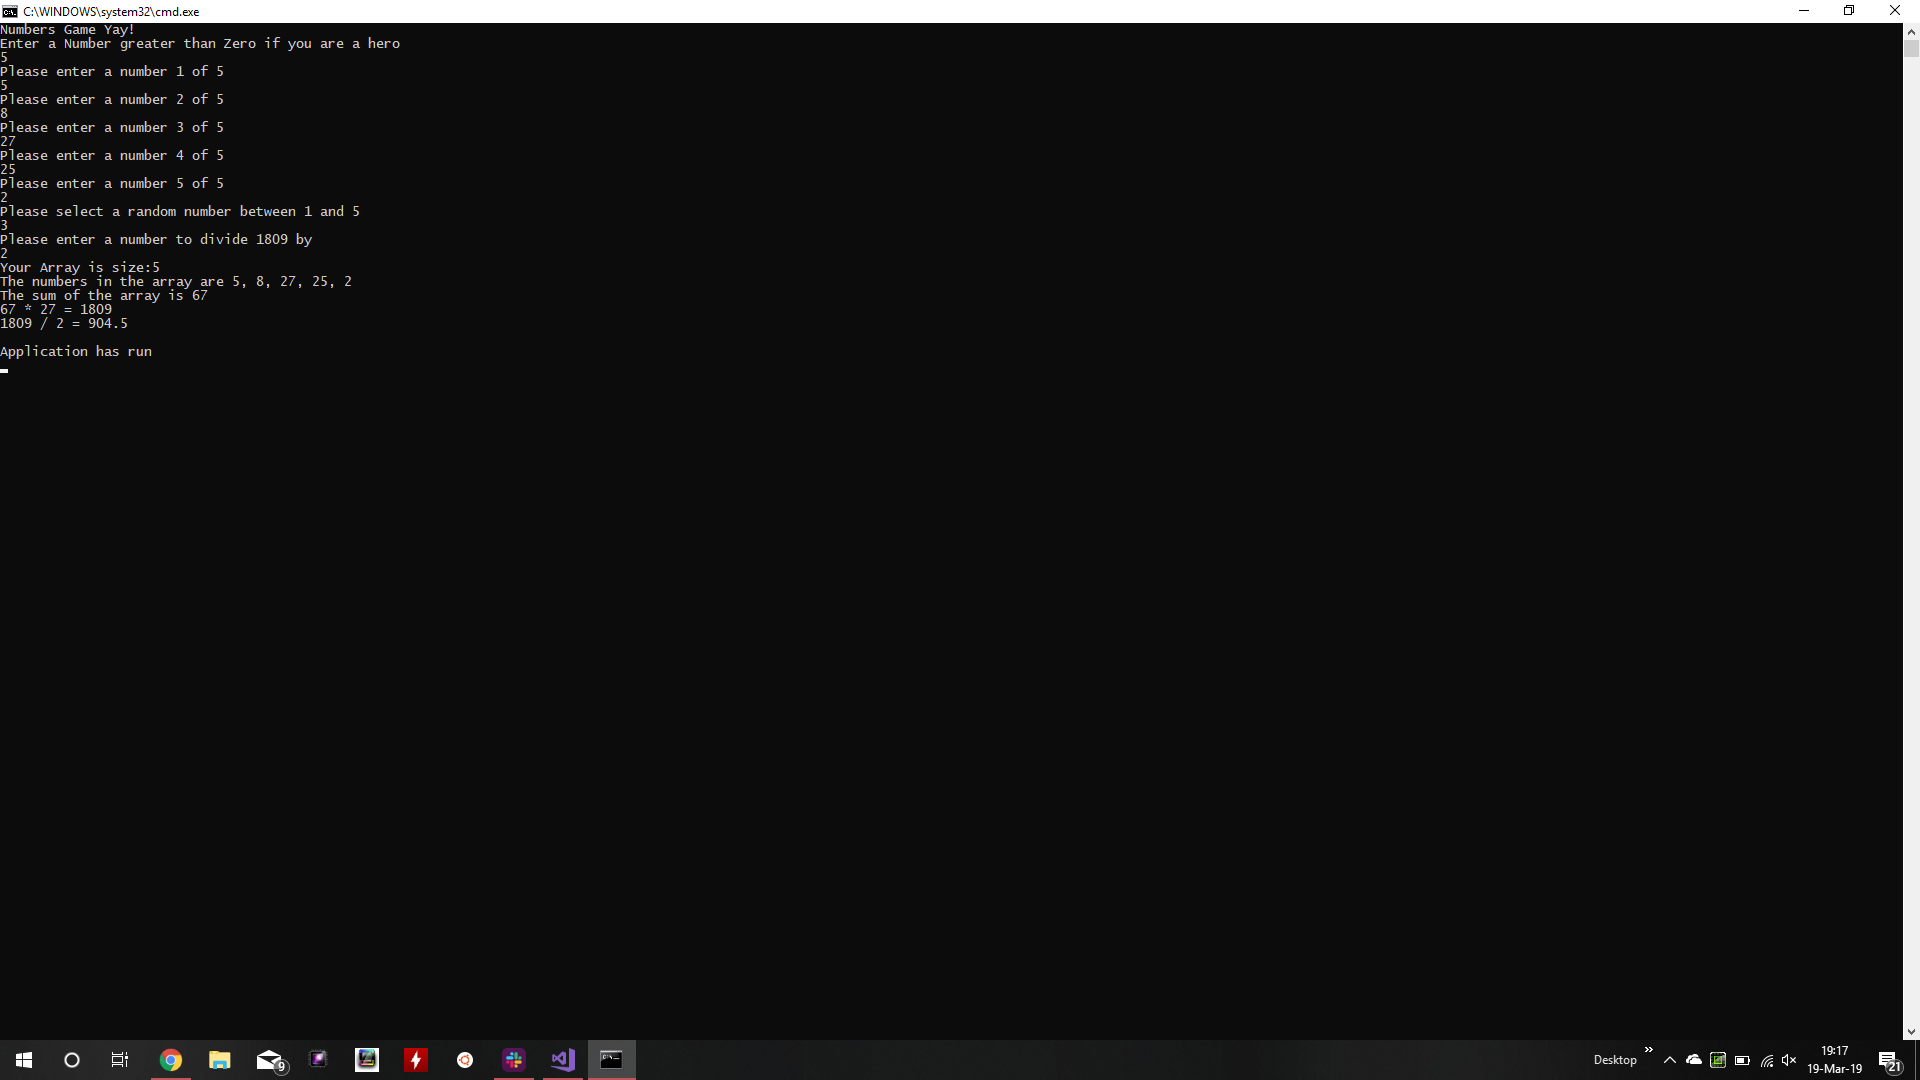 C:\WINDOWS\system32\cmd.exe
Numbers Game Yay!
Enter a Number greater than Zero if you are a hero
5
Please enter a number 1 of 5
5
Please enter a number 2 of 5
8
Please enter a number 3 of 5
27
Please enter a number 4 of 5
25
Please enter a number 5 of 5
2
Please select a random number between 1 and 5
3
Please enter a number to divide 1809 by
2
Your Array is size:5
The numbers in the array are 5, 8, 27, 25, 2
The sum of the array is 67
67 * 27 = 1809
1809 / 2 = 904.5
Application has run
9
Desktop
19:17
19-Mar-19
21